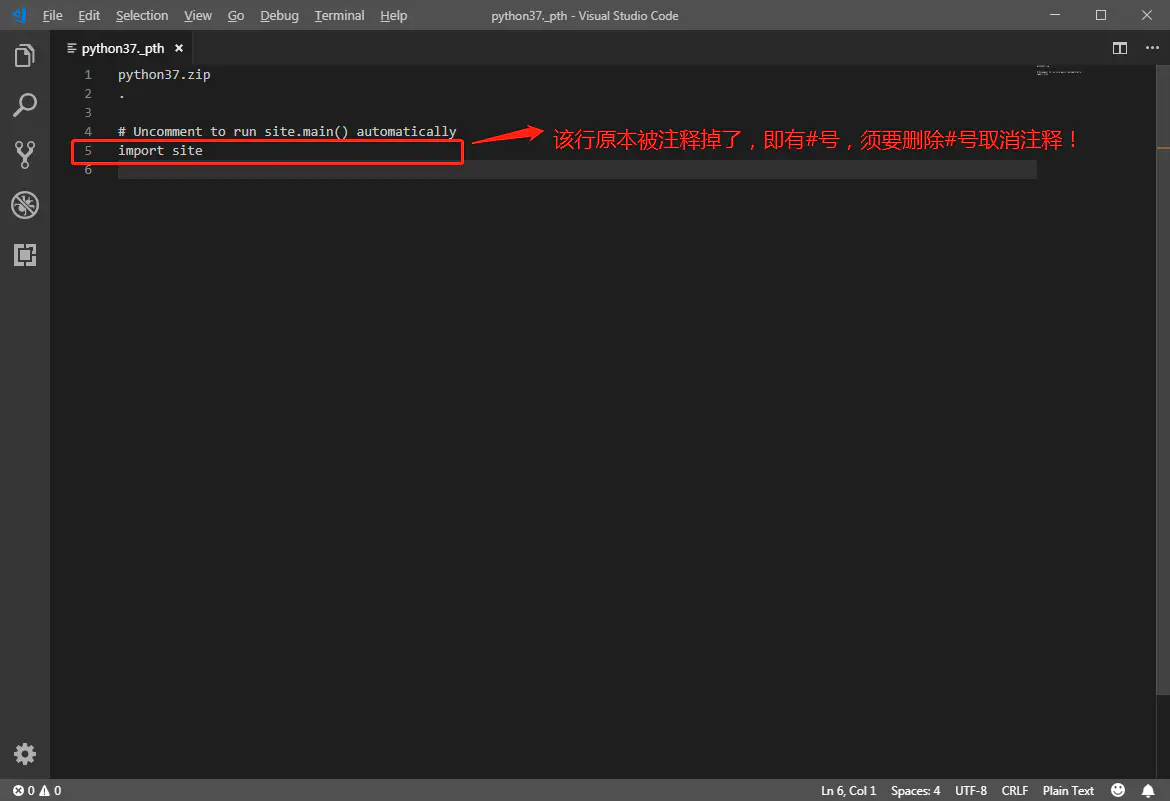 File Edit Selection View Go Debug Terminal Help python37._pth - Visual Studio Code
python37._pth ×
1 python37.zip
2 .
3
4 # Uncomment to run site.main() automatically
5 import site
6
该行原本被注释掉了，即有#号，须要删除#号取消注释！
0 0 Ln 6, Col 1 Spaces: 4 UTF-8 CRLF Plain Text